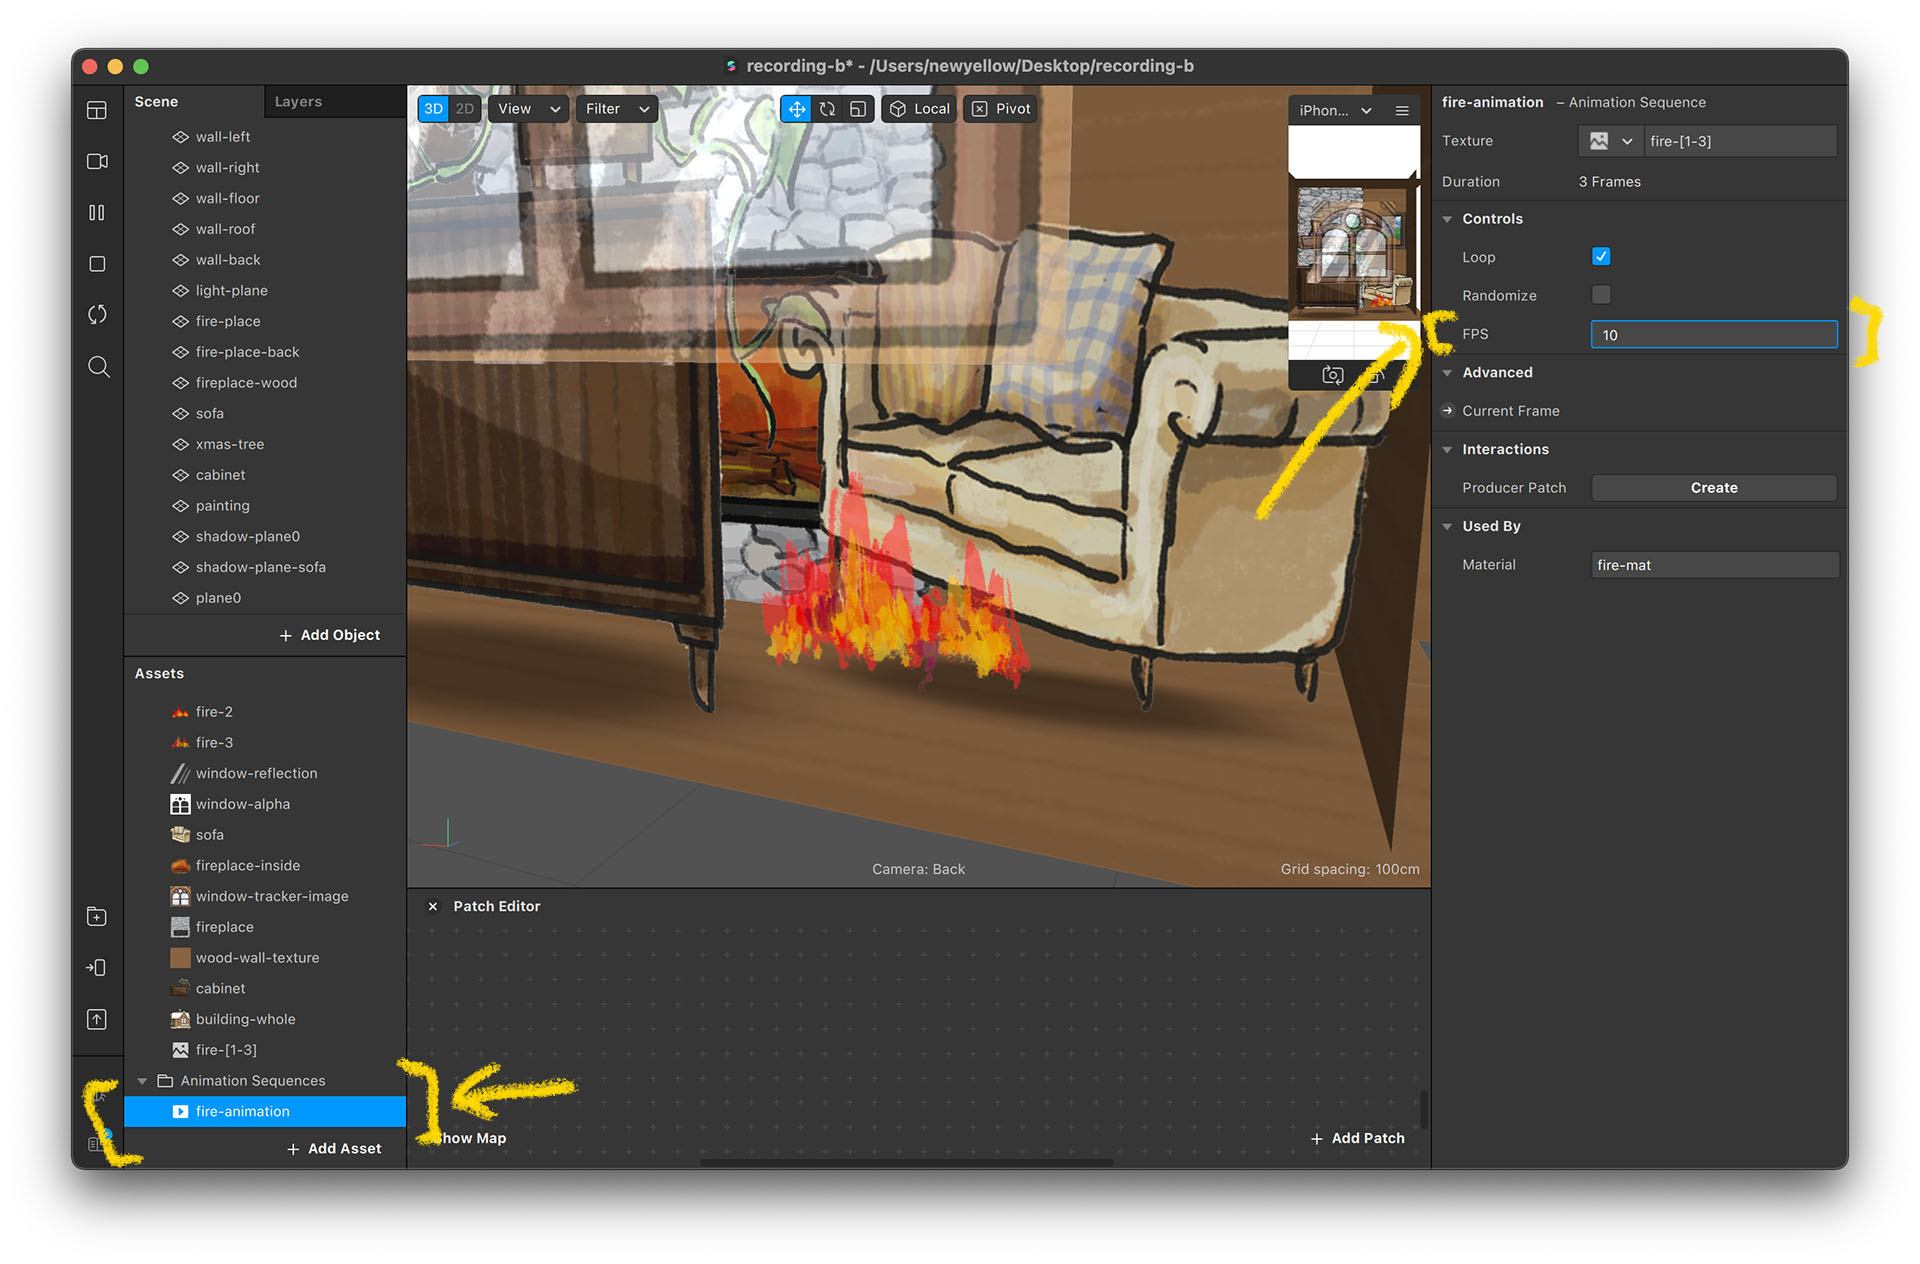 recording-b* - /Users/newyellow/Desktop/recording-b
Scene
Layers
wall-left
wall-right
wall-floor
wall-roof
wall-back
light-plane
fire-place
fire-place-back
fireplace-wood
sofa
xmas-tree
cabinet
painting
shadow-plane0
shadow-plane-sofa
plane0
+ Add Object
Assets
fire-2
fire-3
window-reflection
window-alpha
sofa
fireplace-inside
window-tracker-image
fireplace
wood-wall-texture
cabinet
building-whole
fire-[1-3]
Animation Sequences
fire-animation
+ Add Asset
3D 2D View Filter Local Pivot
iPhon...
Camera: Back
Grid spacing: 100cm
Patch Editor
Show Map
+ Add Patch
fire-animation – Animation Sequence
Texture fire-[1-3]
Duration 3 Frames
Controls
Loop
Randomize
FPS 10
Advanced
Current Frame
Interactions
Producer Patch Create
Used By
Material fire-mat